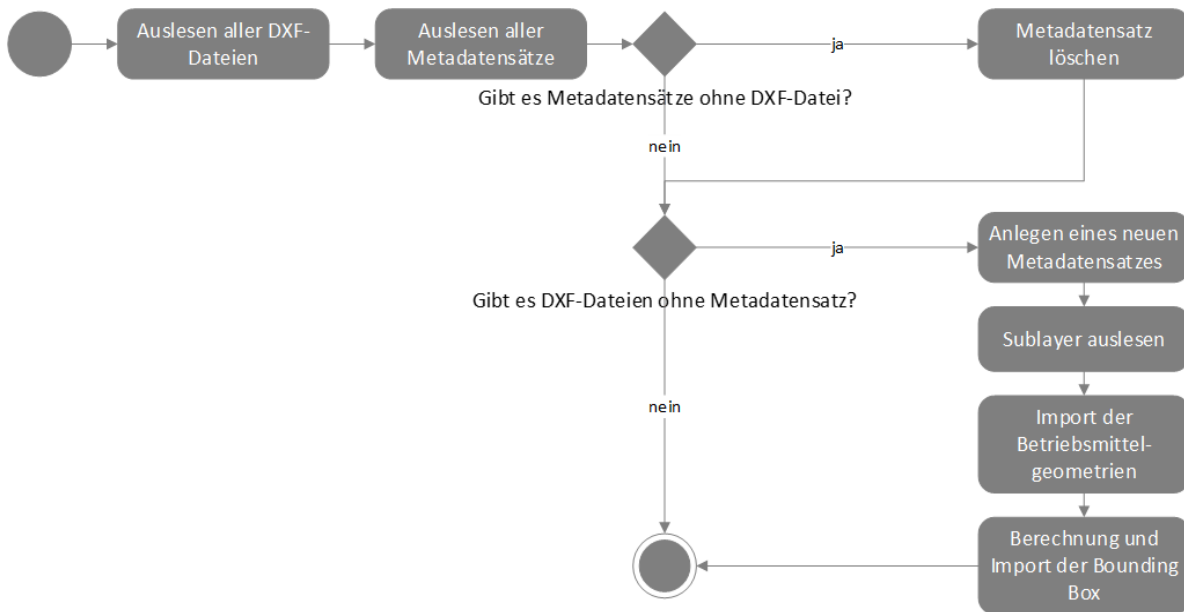 Auslesen aller DXF-
Dateien
Auslesen aller
Metadatensätze
ja
Metadatensatz
löschen
Gibt es Metadatensätze ohne DXF-Datei?
nein
ja
Anlegen eines neuen
Metadatensatzes
Gibt es DXF-Dateien ohne Metadatensatz?
Sublayer auslesen
nein
Import der
Betriebsmittel-
geometrien
Berechnung und
Import der Bounding
Box